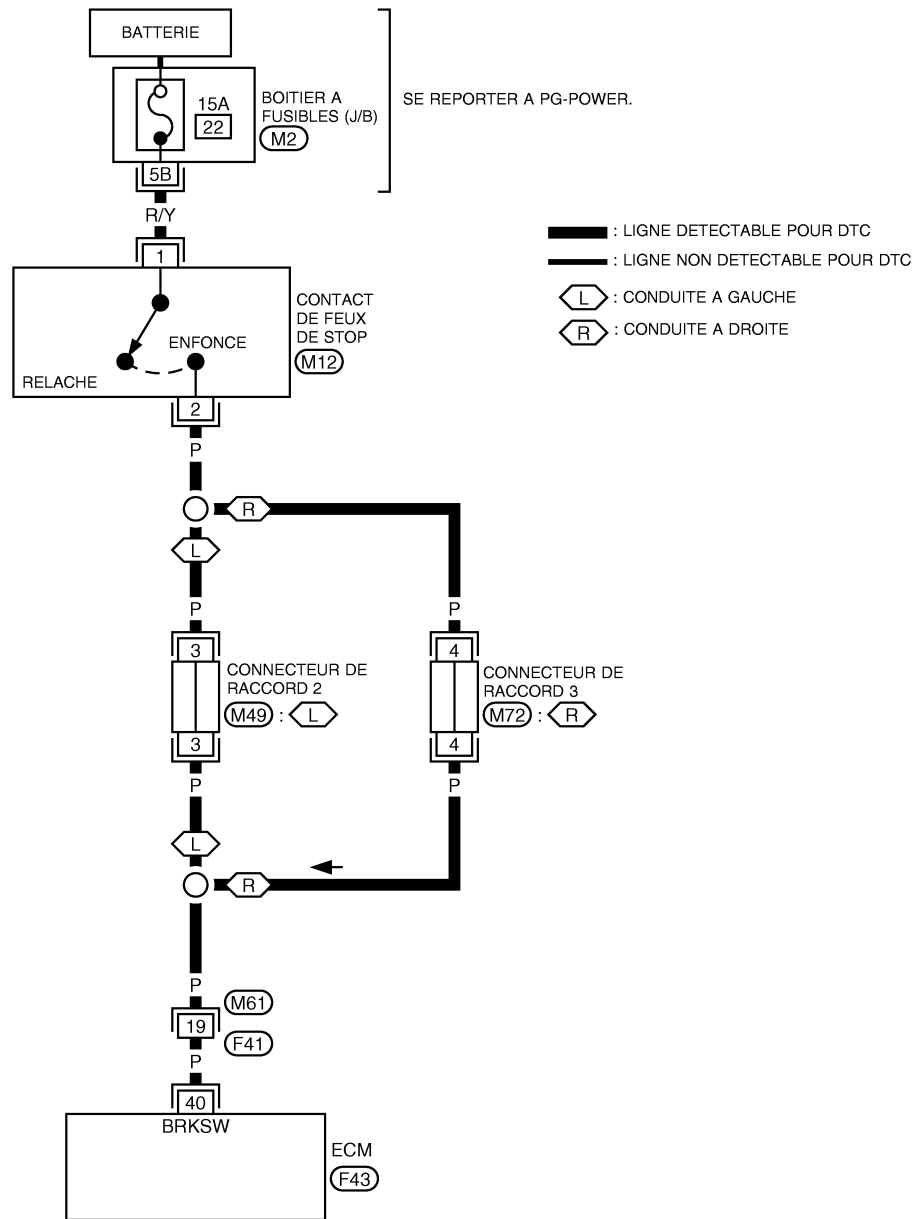 BATTERIE
15A
22
BOITIER A
FUSIBLES (J/B)
M2
SE REPORTER A PG-POWER.
5B
R/Y
1
: LIGNE DETECTABLE POUR DTC
: LIGNE NON DETECTABLE POUR DTC
L : CONDUITE A GAUCHE
R : CONDUITE A DROITE
CONTACT
DE FEUX
DE STOP
M12
ENFONCE
RELACHE
2
P
R
L
P
P
3
4
CONNECTEUR DE
RACCORD 2
M49 : L
CONNECTEUR DE
RACCORD 3
M72 : R
3
4
P
P
L
R
P
M61
19
F41
P
40
BRKSW
ECM
F43